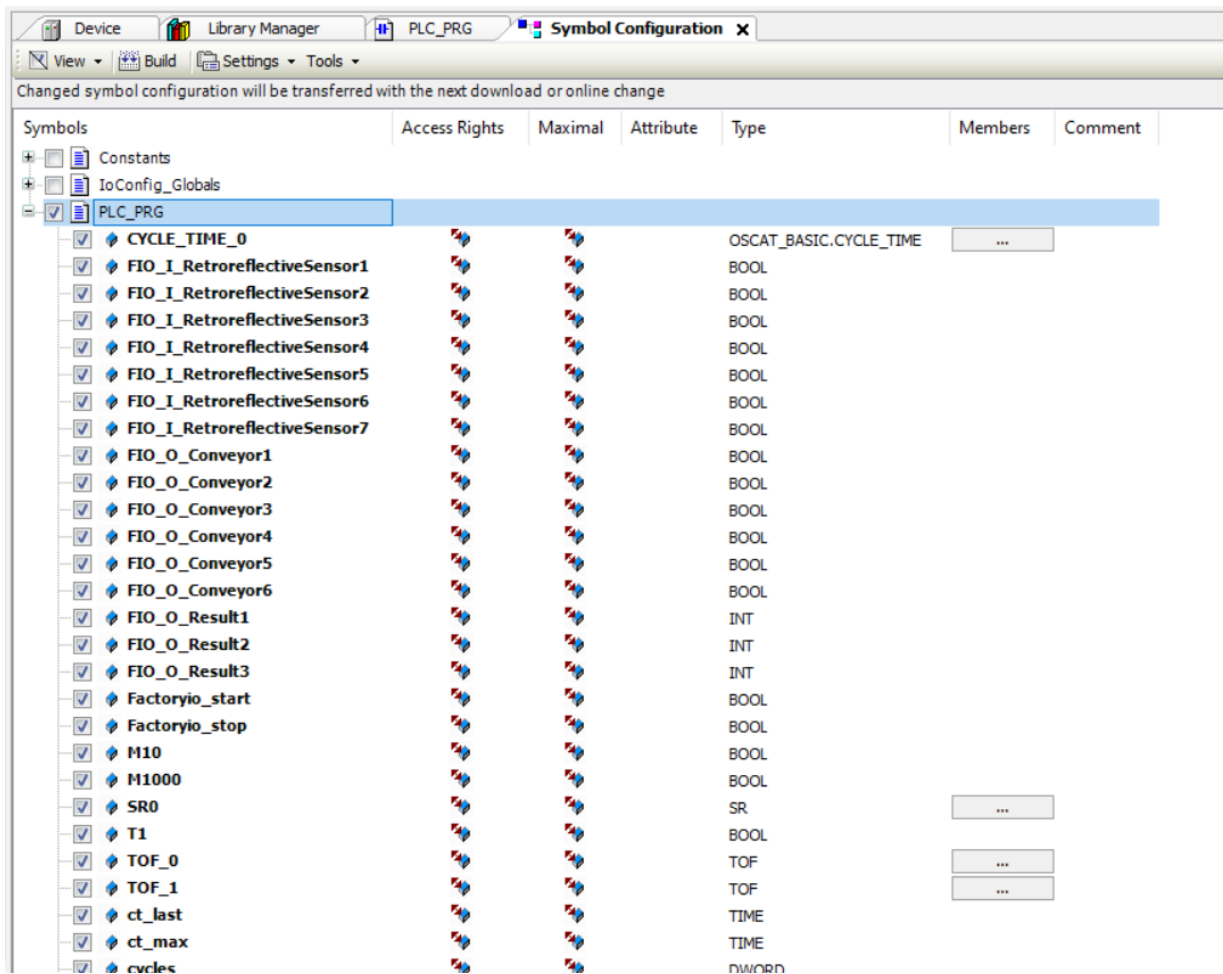 Device Library Manager PLC_PRG Symbol Configuration X
View Build Settings Tools
Changed symbol configuration will be transferred with the next download or online change
Symbols Access Rights Maximal Attribute Type Members Comment
Constants
IoConfig_Globals
PLC_PRG
CYCLE_TIME_0 OSCAT_BASIC.CYCLE_TIME ...
FIO_I_RetroreflectiveSensor1 BOOL
FIO_I_RetroreflectiveSensor2 BOOL
FIO_I_RetroreflectiveSensor3 BOOL
FIO_I_RetroreflectiveSensor4 BOOL
FIO_I_RetroreflectiveSensor5 BOOL
FIO_I_RetroreflectiveSensor6 BOOL
FIO_I_RetroreflectiveSensor7 BOOL
FIO_O_Conveyor1 BOOL
FIO_O_Conveyor2 BOOL
FIO_O_Conveyor3 BOOL
FIO_O_Conveyor4 BOOL
FIO_O_Conveyor5 BOOL
FIO_O_Conveyor6 BOOL
FIO_O_Result1 INT
FIO_O_Result2 INT
FIO_O_Result3 INT
Factoryio_start BOOL
Factoryio_stop BOOL
M10 BOOL
M1000 BOOL
SR0 SR ...
T1 BOOL
TOF_0 TOF ...
TOF_1 TOF ...
ct_last TIME
ct_max TIME
cycles DWORD